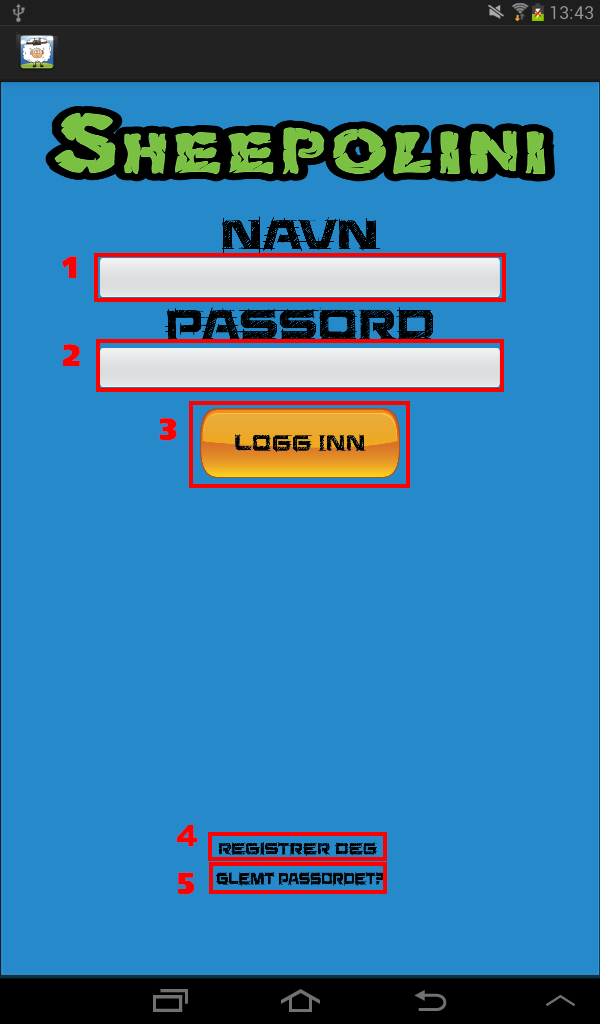 13:43
SHEEPOLINI
NAVN
1
PASSORD
2
3
LOGG INN
4
REGISTRER DEG
5
GLEMT PASSORDET?